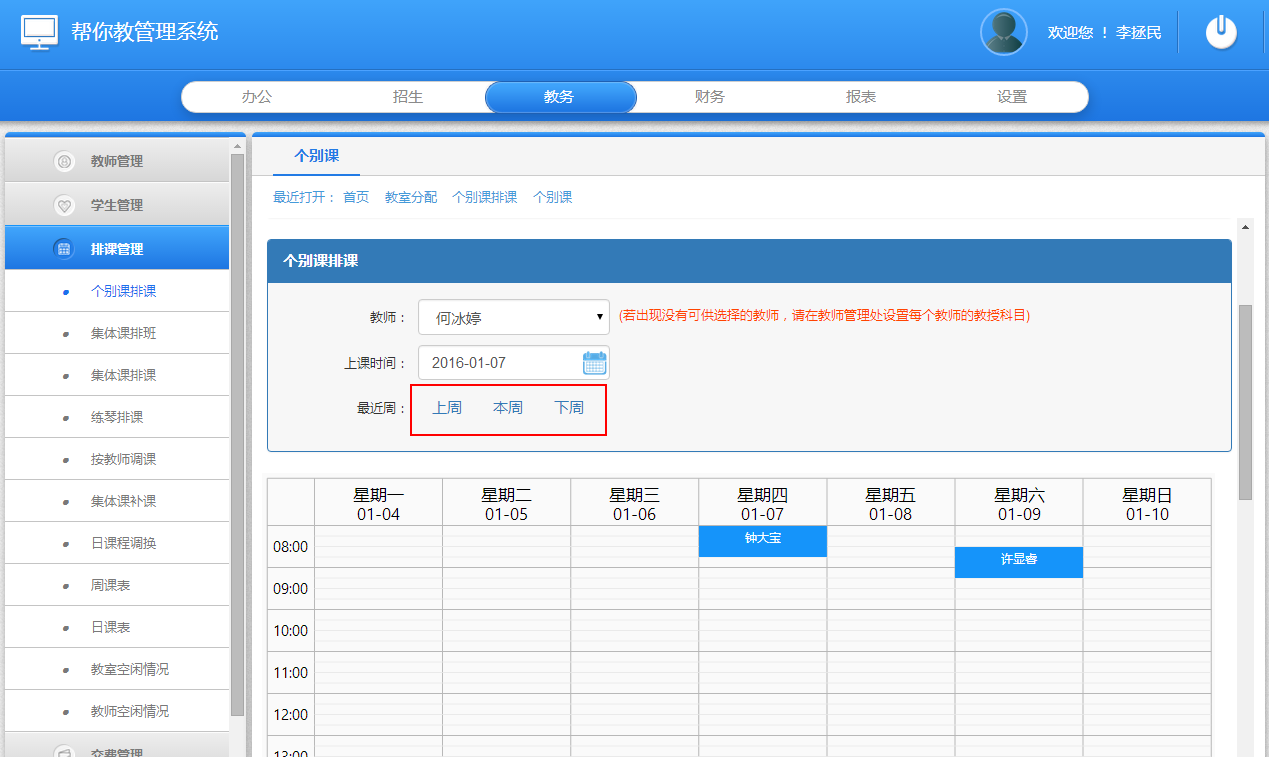 帮你教管理系统
欢迎您 ！ 李拯民
办公 招生 教务 财务 报表 设置
教师管理
学生管理
排课管理
个别课排课
集体课排班
集体课排课
练琴排课
按教师调课
集体课补课
日课程调换
周课表
日课表
教室空闲情况
教师空闲情况
交费管理
个别课
最近打开： 首页 教室分配 个别课排课 个别课
个别课排课
教师： 何冰婷 (若出现没有可供选择的教师，请在教师管理处设置每个教师的教授科目)
上课时间： 2016-01-07
最近周： 上周 本周 下周
星期一 星期二 星期三 星期四 星期五 星期六 星期日
01-04 01-05 01-06 01-07 01-08 01-09 01-10
钟大宝
08:00
许显睿
09:00
10:00
11:00
12:00
13:00